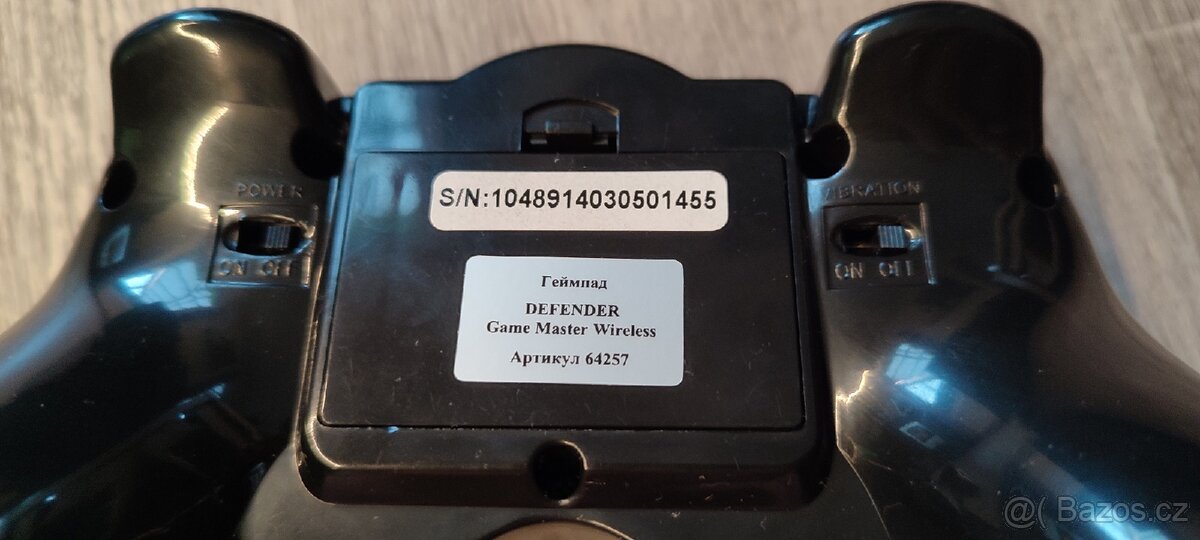 POWER
ON OFF
S/N:1048914030501455
VIBRATION
ON OFF
Геймпад
DEFENDER
Game Master Wireless
Артикул 64257
@( Bazos.cz